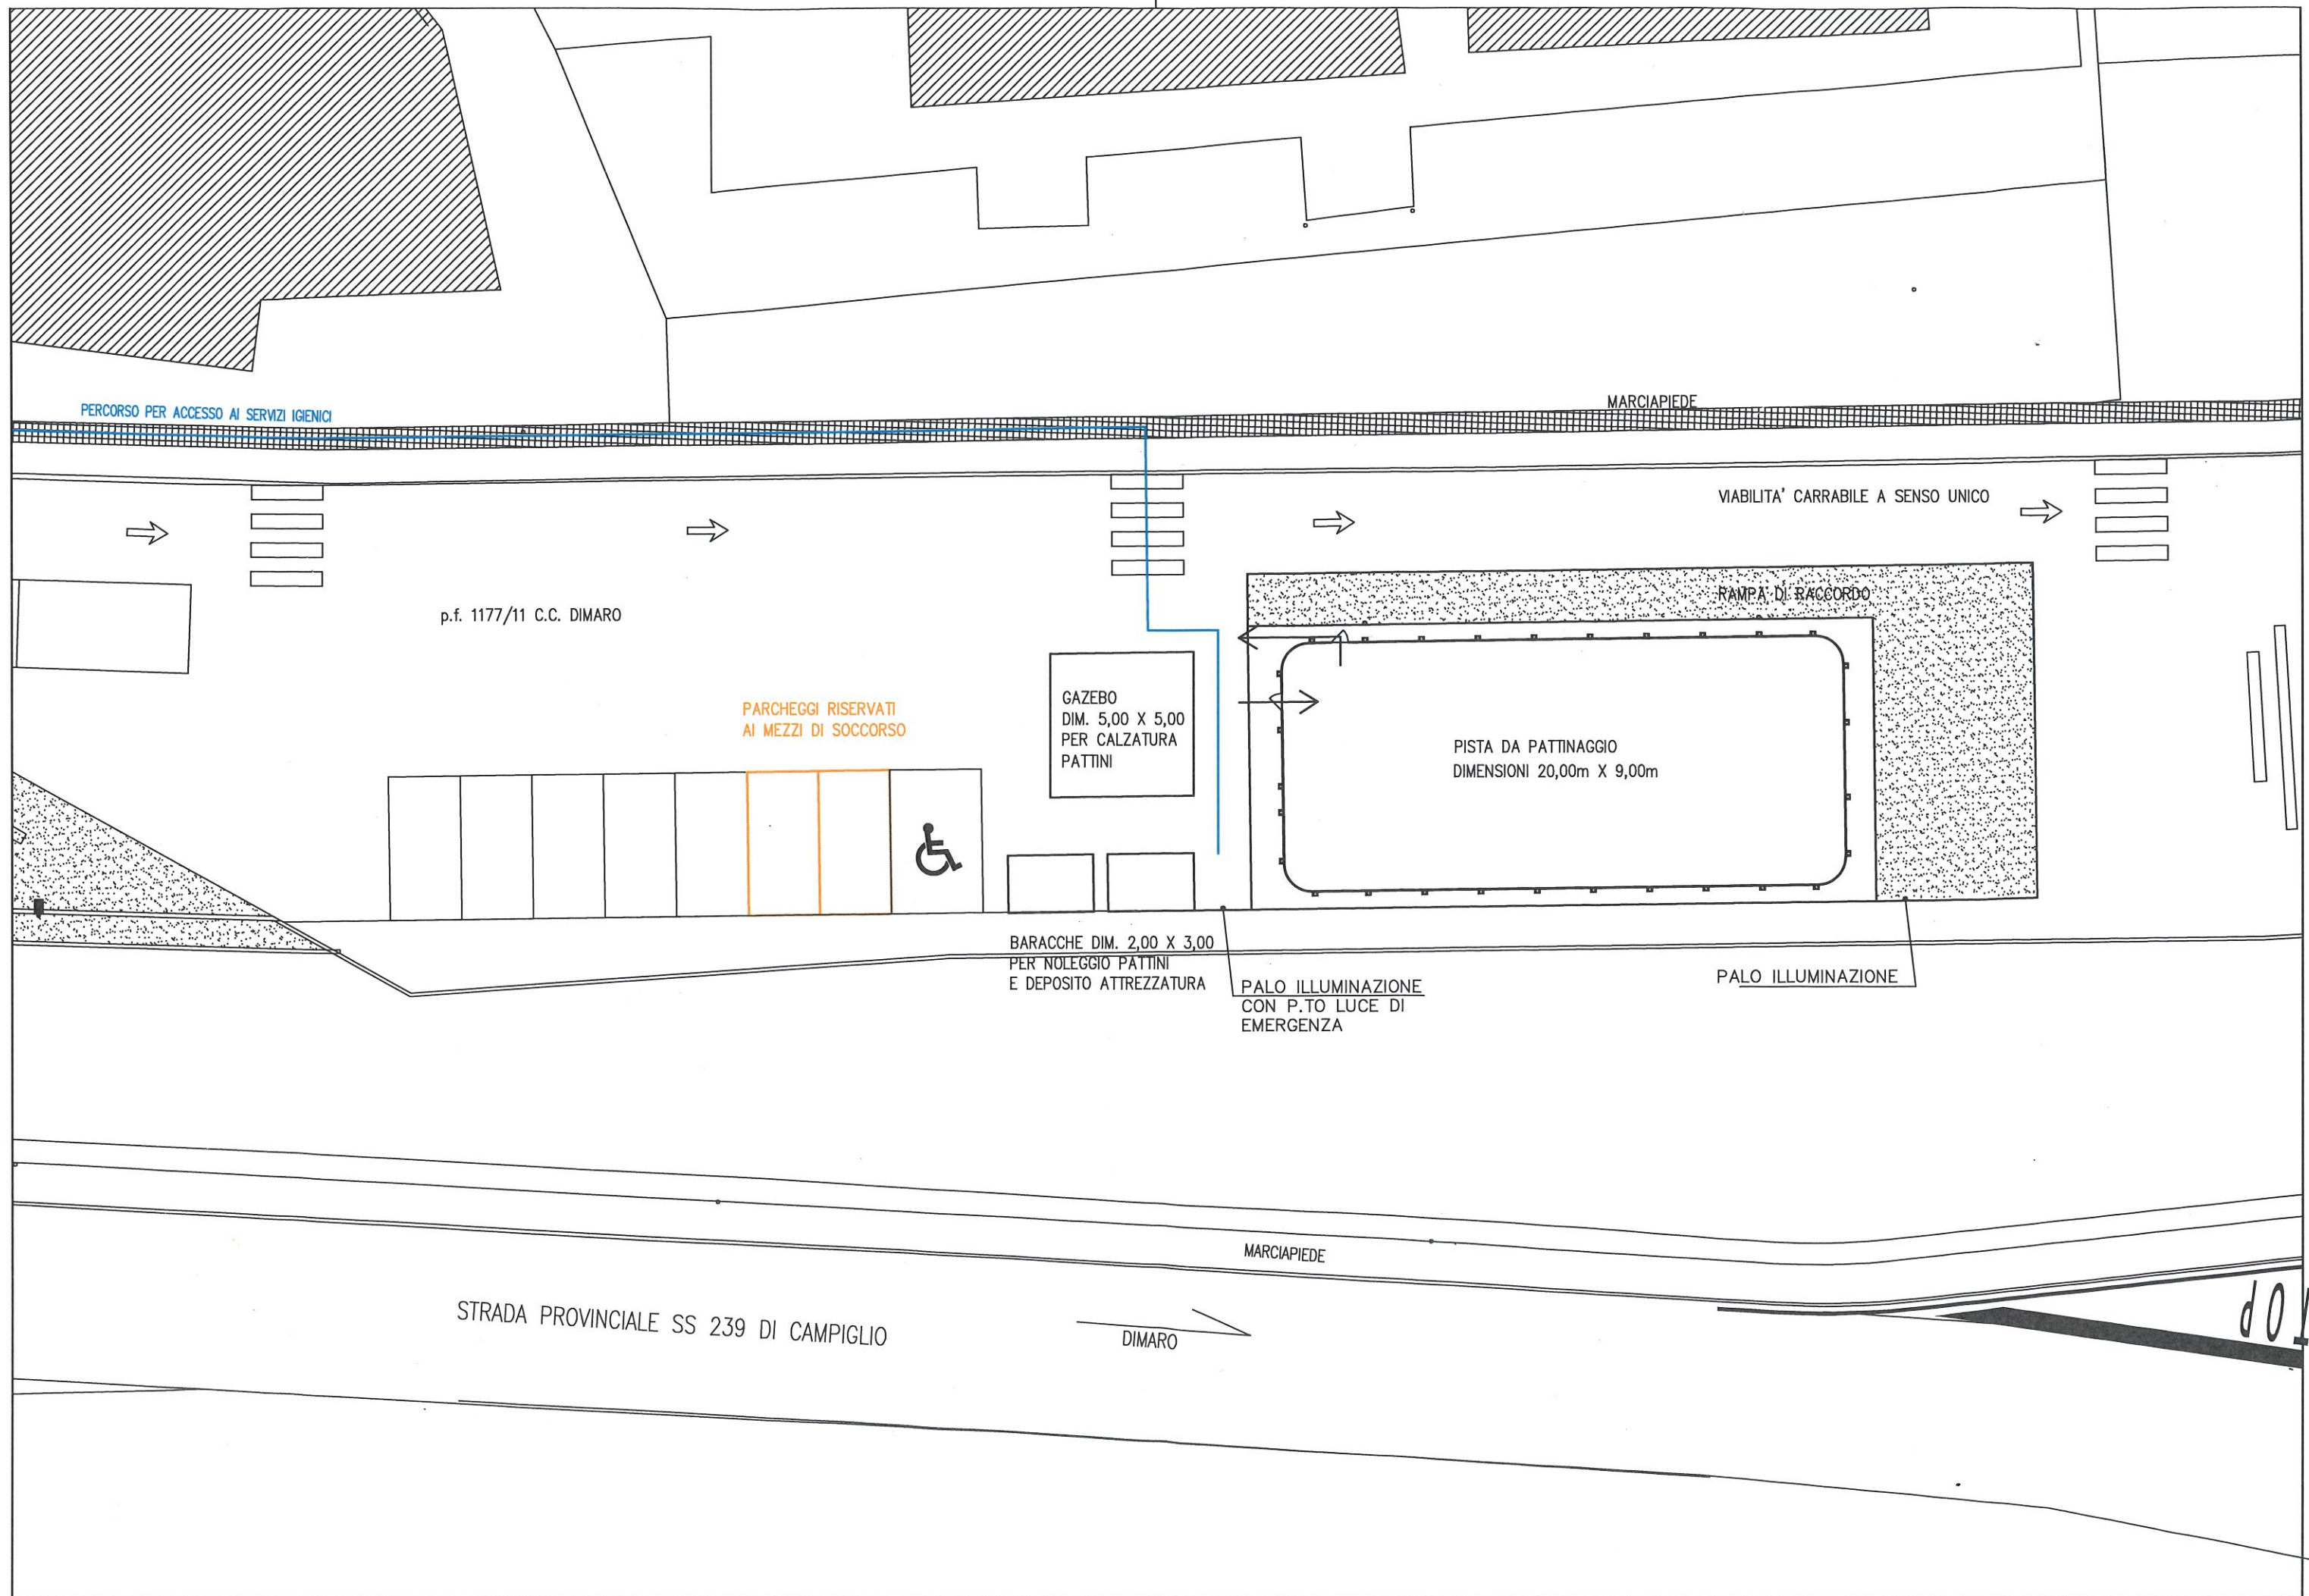 PERCORSO PER ACCESSO AI SERVIZI IGIENICI
MARCIAPIEDE
VIABILITA' CARRABILE A SENSO UNICO
RAMPA DI RACCORDO
p.f. 1177/11 C.C. DIMARO
PARCHEGGI RISERVATI
AI MEZZI DI SOCCORSO
GAZEBO
DIM. 5,00 X 5,00
PER CALZATURA
PATTINI
PISTA DA PATTINAGGIO
DIMENSIONI 20,00m X 9,00m
BARACCHE DIM. 2,00 X 3,00
PER NOLEGGIO PATTINI
E DEPOSITO ATTREZZATURA
PALO ILLUMINAZIONE
CON P.TO LUCE DI
EMERGENZA
PALO ILLUMINAZIONE
MARCIAPIEDE
STRADA PROVINCIALE SS 239 DI CAMPIGLIO
DIMARO
TOP